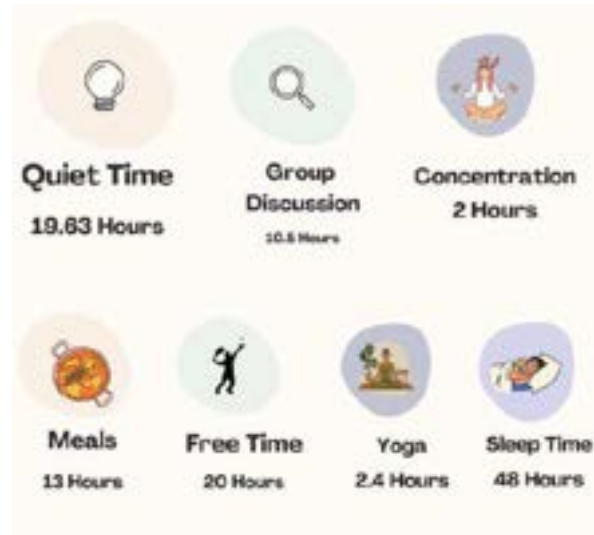 Quiet Time
19.63 Hours
Group
Discussion
10.5 Hours
Concentration
2 Hours
Meals
13 Hours
Free Time
20 Hours
Yoga
2.4 Hours
Sleep Time
48 Hours